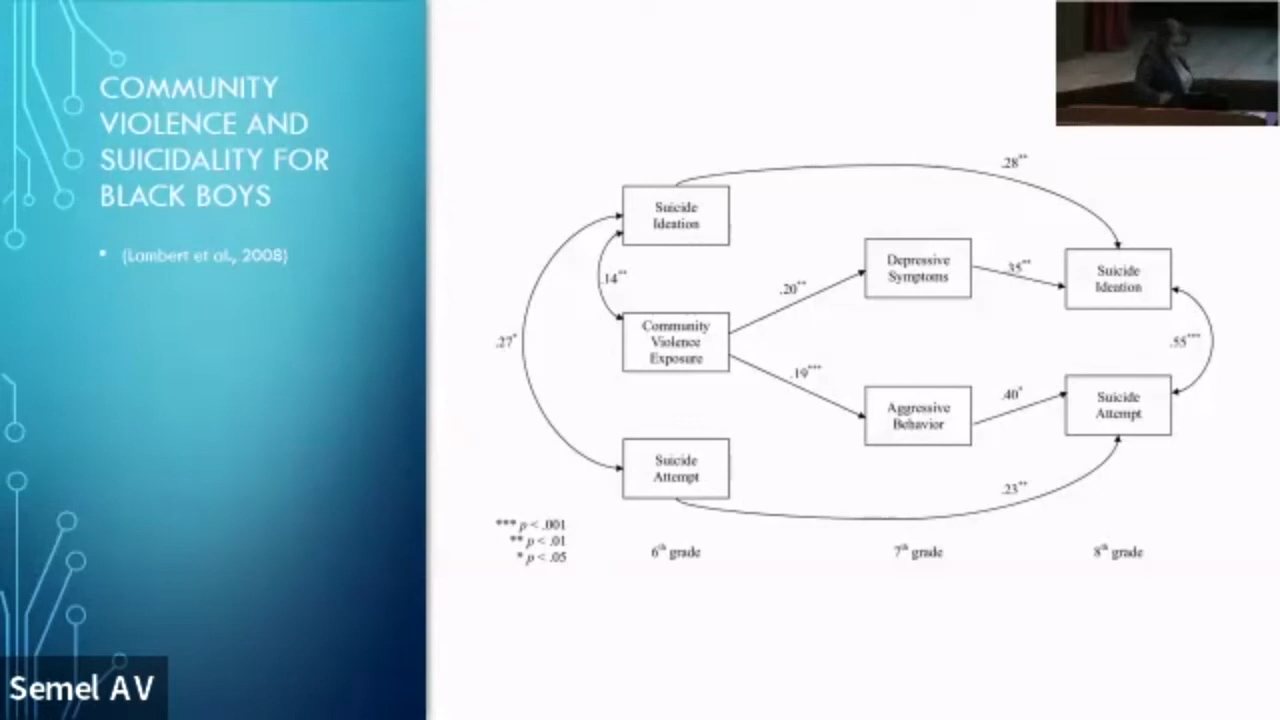 COMMUNITY
VIOLENCE AND
SUICIDALITY FOR
BLACK BOYS
• (Lambert et al., 2008)
Semel AV
.28**
Suicide
Ideation
Depressive
Symptoms
.35**
Suicide
Ideation
.14**
.20**
Community
Violence
Exposure
.27*
.55***
.19***
Aggressive
Behavior
.40*
Suicide
Attempt
Suicide
Attempt
.23**
*** p < .001
** p < .01
* p < .05
6th grade
7th grade
8th grade